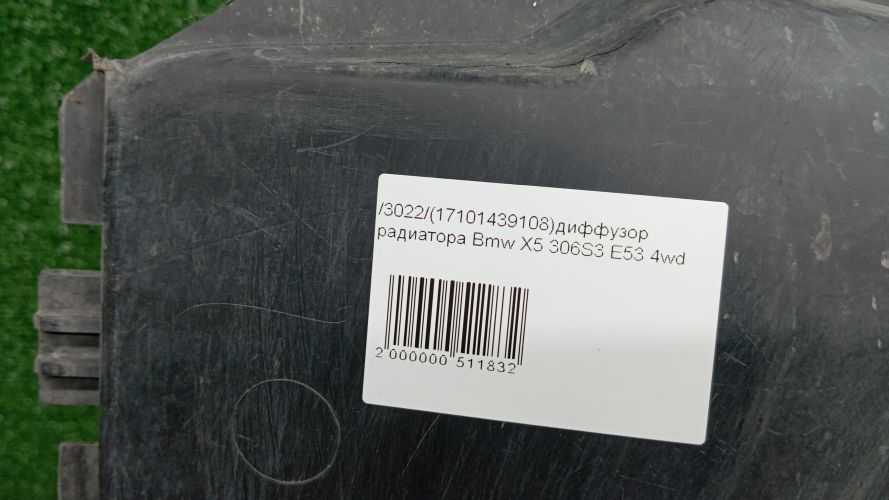 /3022/(17101439108)диффузор
радиатора Bmw X5 306S3 E53 4wd
2 000000 511832